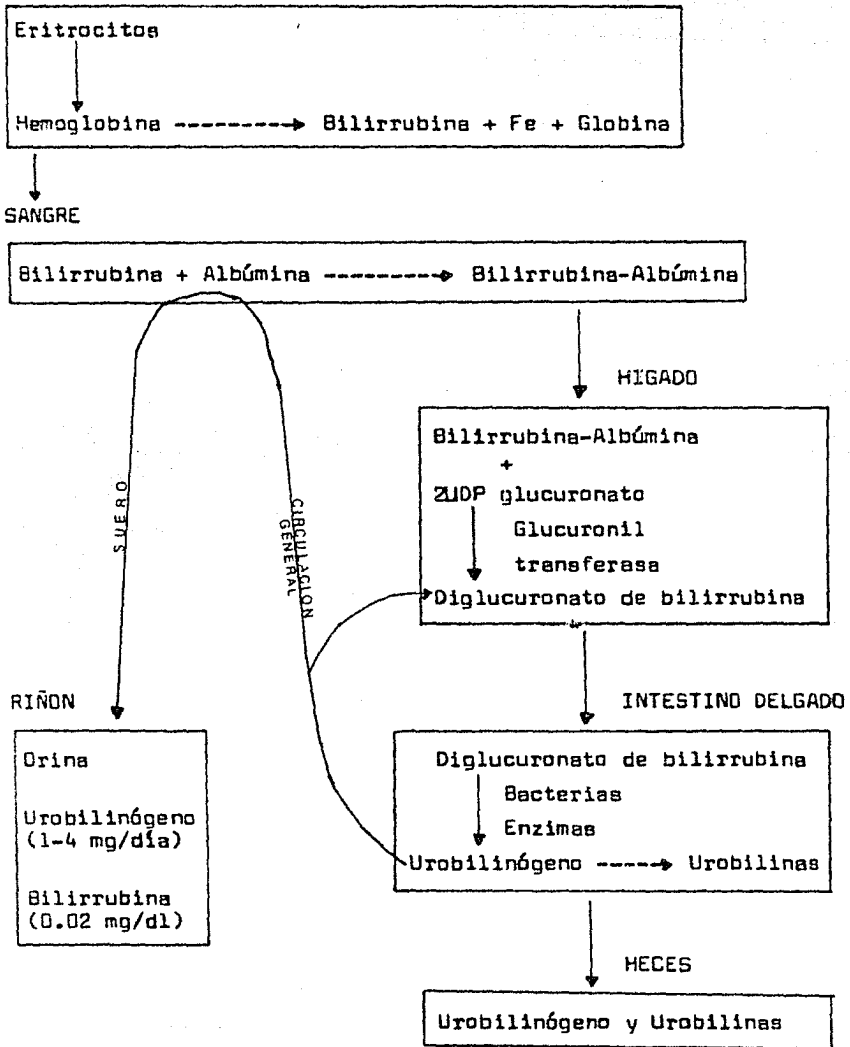 Eritrocitos
Hemoglobina --------→ Bilirrubina + Fe + Globina
SANGRE
Bilirrubina + Albúmina --------→ Bilirrubina-Albúmina
HIGADO
Bilirrubina-Albúmina
+
2UDP glucuronato
Glucuronil
transferasa
Diglucuronato de bilirrubina
SUERO
CIRCULACION
GENERAL
RIÑON
Orina
Urobilinógeno
(1-4 mg/día)
Bilirrubina
(0.02 mg/dl)
INTESTINO DELGADO
Diglucuronato de bilirrubina
Bacterias
Enzimas
Urobilinógeno -----→ Urobilinas
HECES
Urobilinógeno y Urobilinas